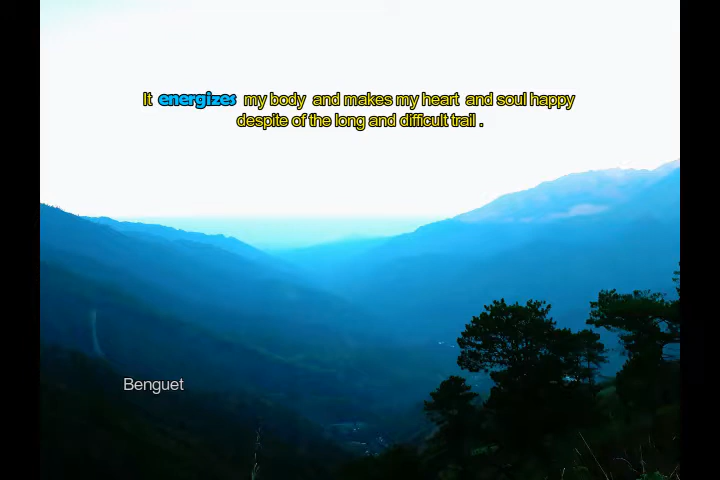 It energizes my body and makes my heart and soul happy
despite of the long and difficult trail .
Benguet